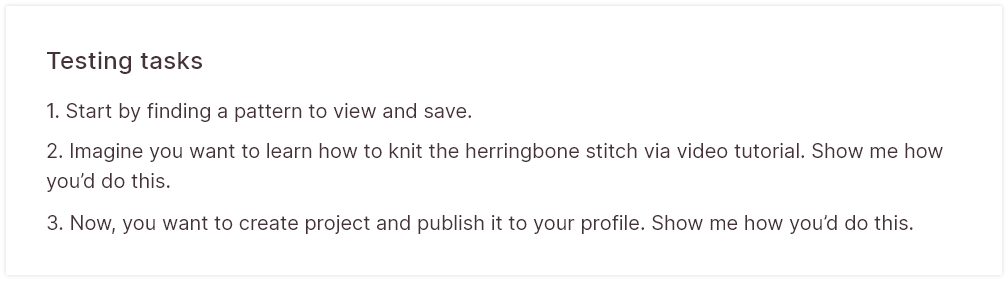 Testing tasks
1. Start by finding a pattern to view and save.
2. Imagine you want to learn how to knit the herringbone stitch via video tutorial. Show me how
you’d do this.
3. Now, you want to create project and publish it to your profile. Show me how you’d do this.